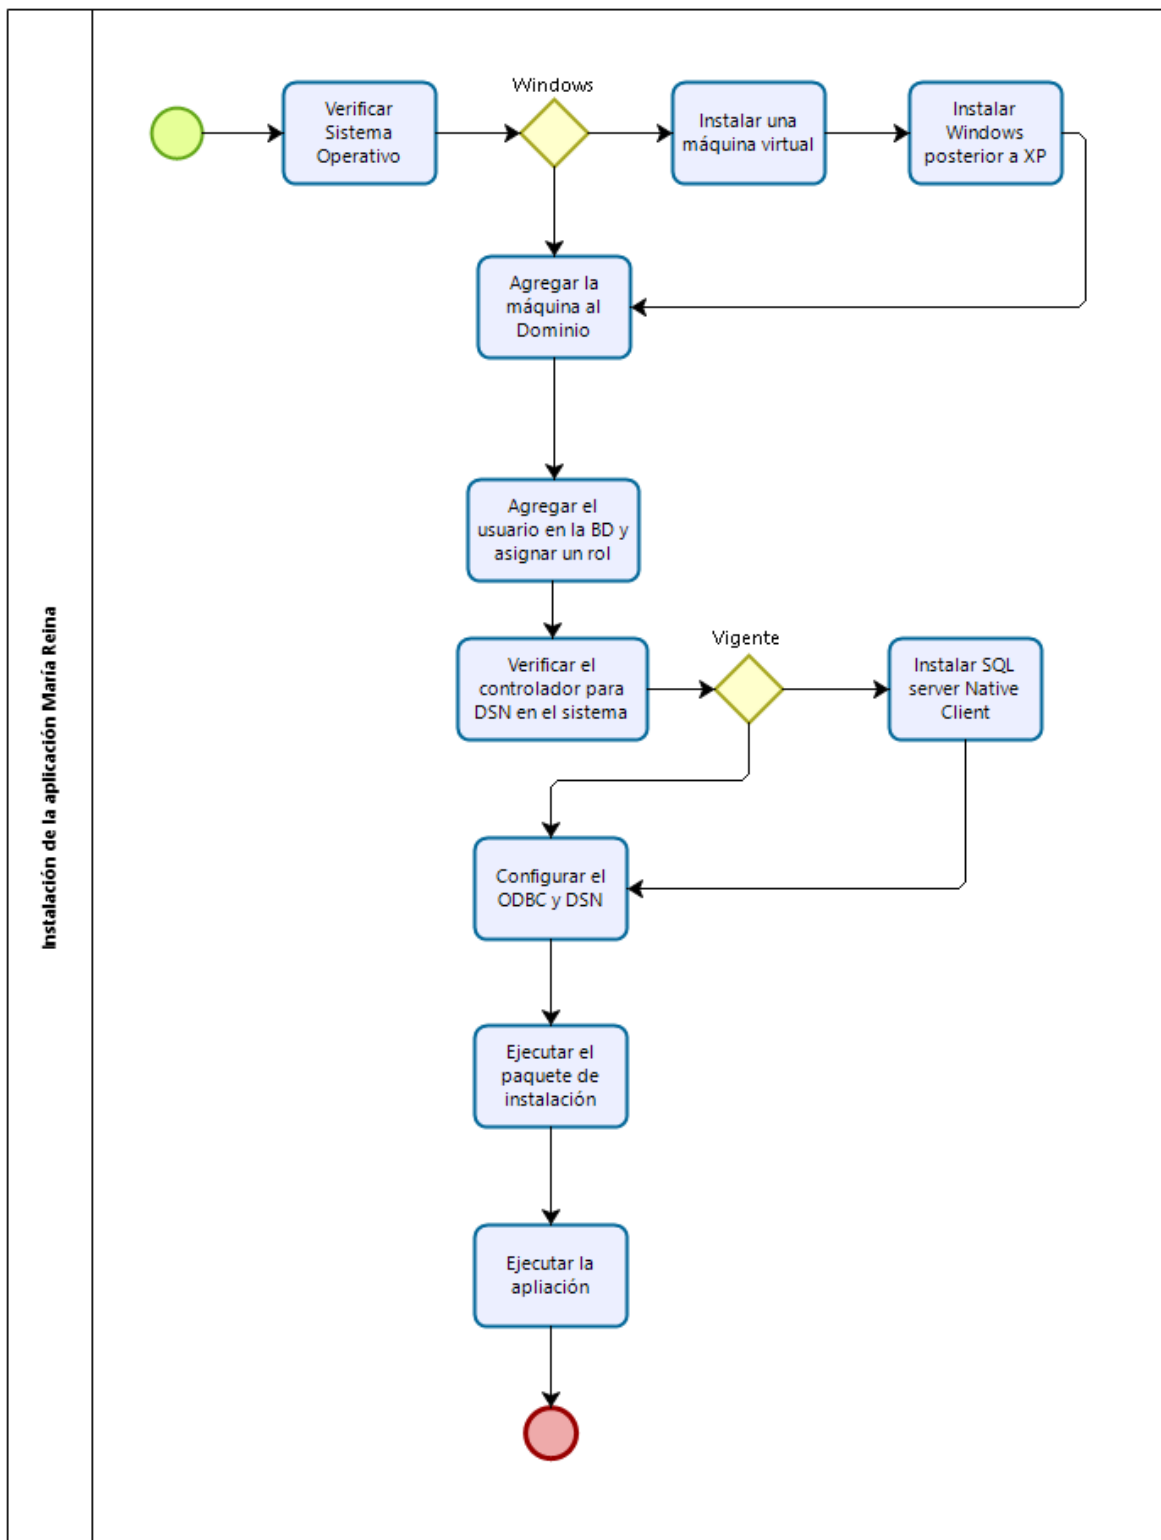 Instalación de la aplicación María Reina
Verificar
Sistema
Operativo
Windows
Instalar una
máquina virtual
Instalar
Windows
posterior a XP
Agregar la
máquina al
Dominio
Agregar el
usuario en la BD y
asignar un rol
Verificar el
controlador para
DSN en el sistema
Vigente
Instalar SQL
server Native
Client
Configurar el
ODBC y DSN
Ejecutar el
paquete de
instalación
Ejecutar la
apliación